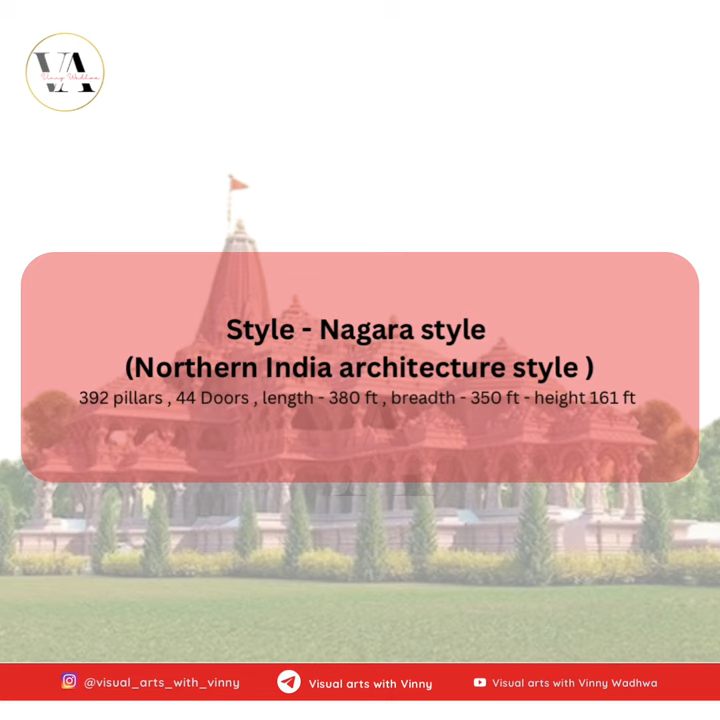 VA
Vinny Wadhwa
Style - Nagara style
(Northern India architecture style )
392 pillars , 44 Doors , length - 380 ft , breadth - 350 ft - height 161 ft
@visual_arts_with_vinny
Visual arts with Vinny
Visual arts with Vinny Wadhwa